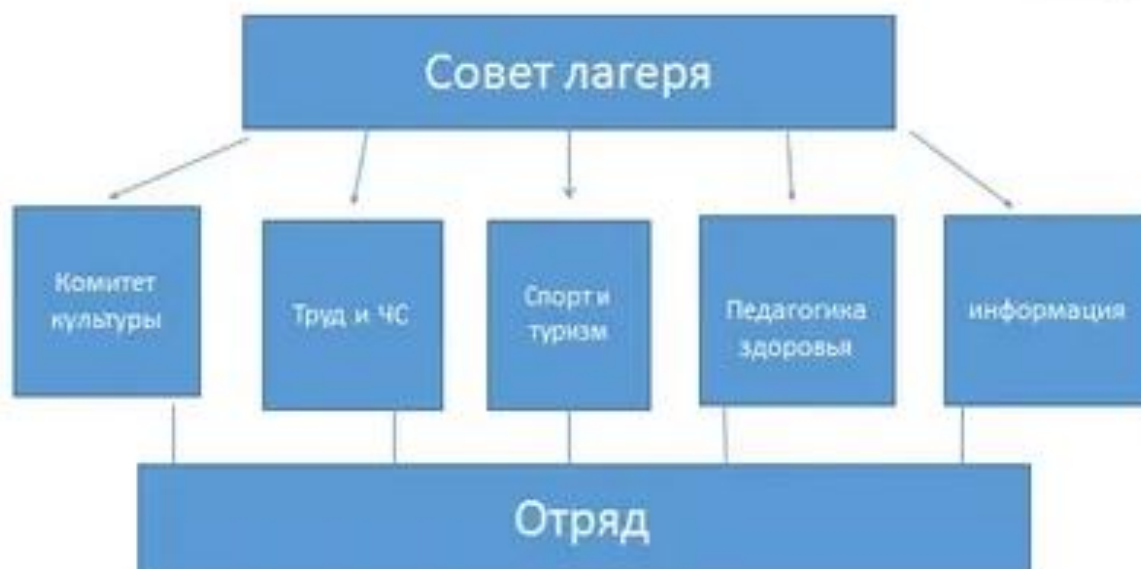 Совет лагеря
Комитет
культуры
Труд и ЧС
Спорт и
туризм
Педагогика
здоровья
информация
Отряд